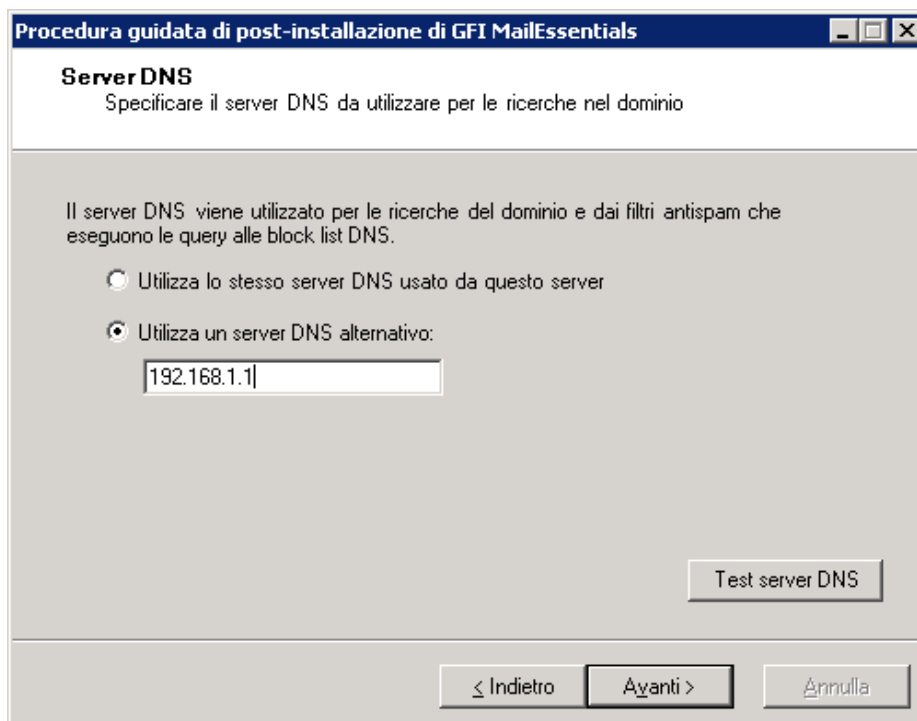 Procedura guidata di post-installazione di GFI MailEssentials
Server DNS
Specificare il server DNS da utilizzare per le ricerche nel dominio
Il server DNS viene utilizzato per le ricerche del dominio e dai filtri antispam che
eseguono le query alle block list DNS.
Utilizza lo stesso server DNS usato da questo server
Utilizza un server DNS alternativo:
192.168.1.1
Test server DNS
< Indietro
Avanti >
Annulla